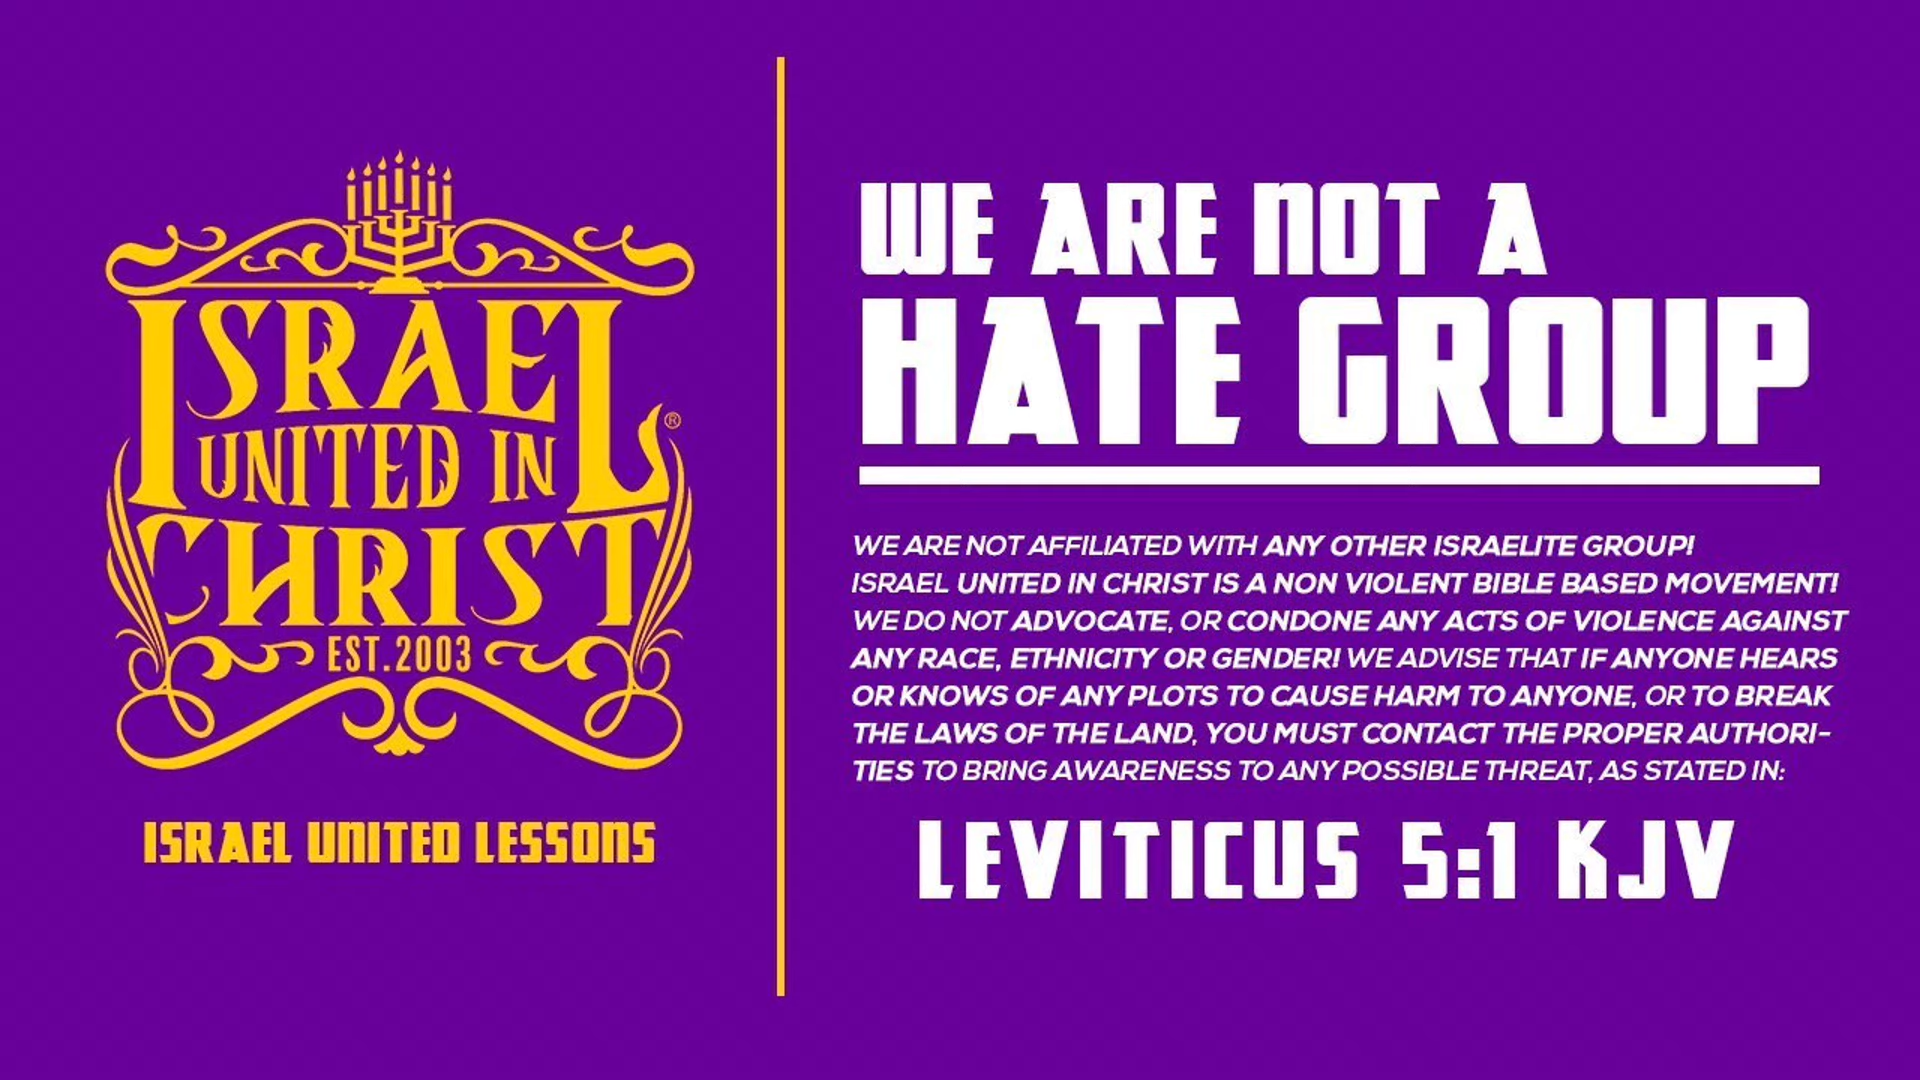 ISRAEL
UNITED IN
CHRIST
®
EST.2003
ISRAEL UNITED LESSONS
WE ARE NOT A
HATE GROUP
WE ARE NOT AFFILIATED WITH ANY OTHER ISRAELITE GROUP!
ISRAEL UNITED IN CHRIST IS A NON VIOLENT BIBLE BASED MOVEMENT!
WE DO NOT ADVOCATE, OR CONDONE ANY ACTS OF VIOLENCE AGAINST
ANY RACE, ETHNICITY OR GENDER! WE ADVISE THAT IF ANYONE HEARS
OR KNOWS OF ANY PLOTS TO CAUSE HARM TO ANYONE, OR TO BREAK
THE LAWS OF THE LAND, YOU MUST CONTACT THE PROPER AUTHORI-
TIES TO BRING AWARENESS TO ANY POSSIBLE THREAT, AS STATED IN:
LEVITICUS 5:1 KJV